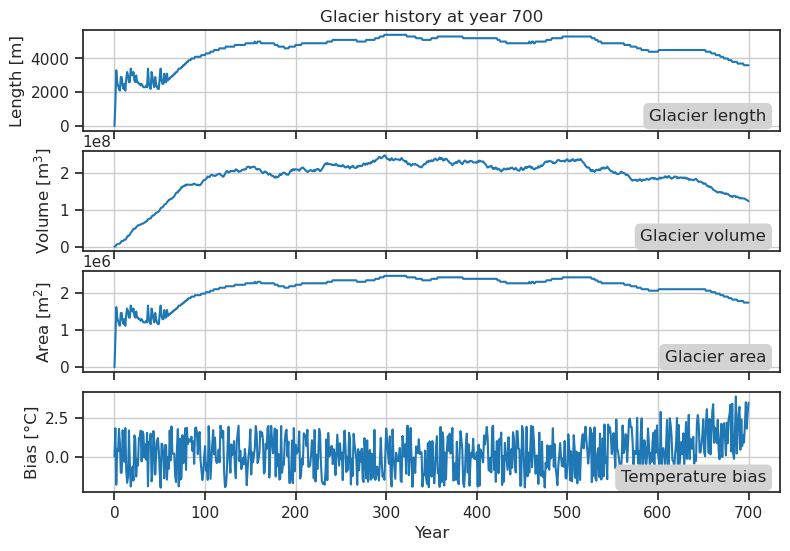 Glacier history at year 700
Length [m]
4000
2000
0
Glacier length
1e8
Volume [m³]
2
1
0
Glacier volume
1e6
Area [m²]
2
1
0
Glacier area
Bias [°C]
2.5
0.0
Temperature bias
0 100 200 300 400 500 600 700
Year